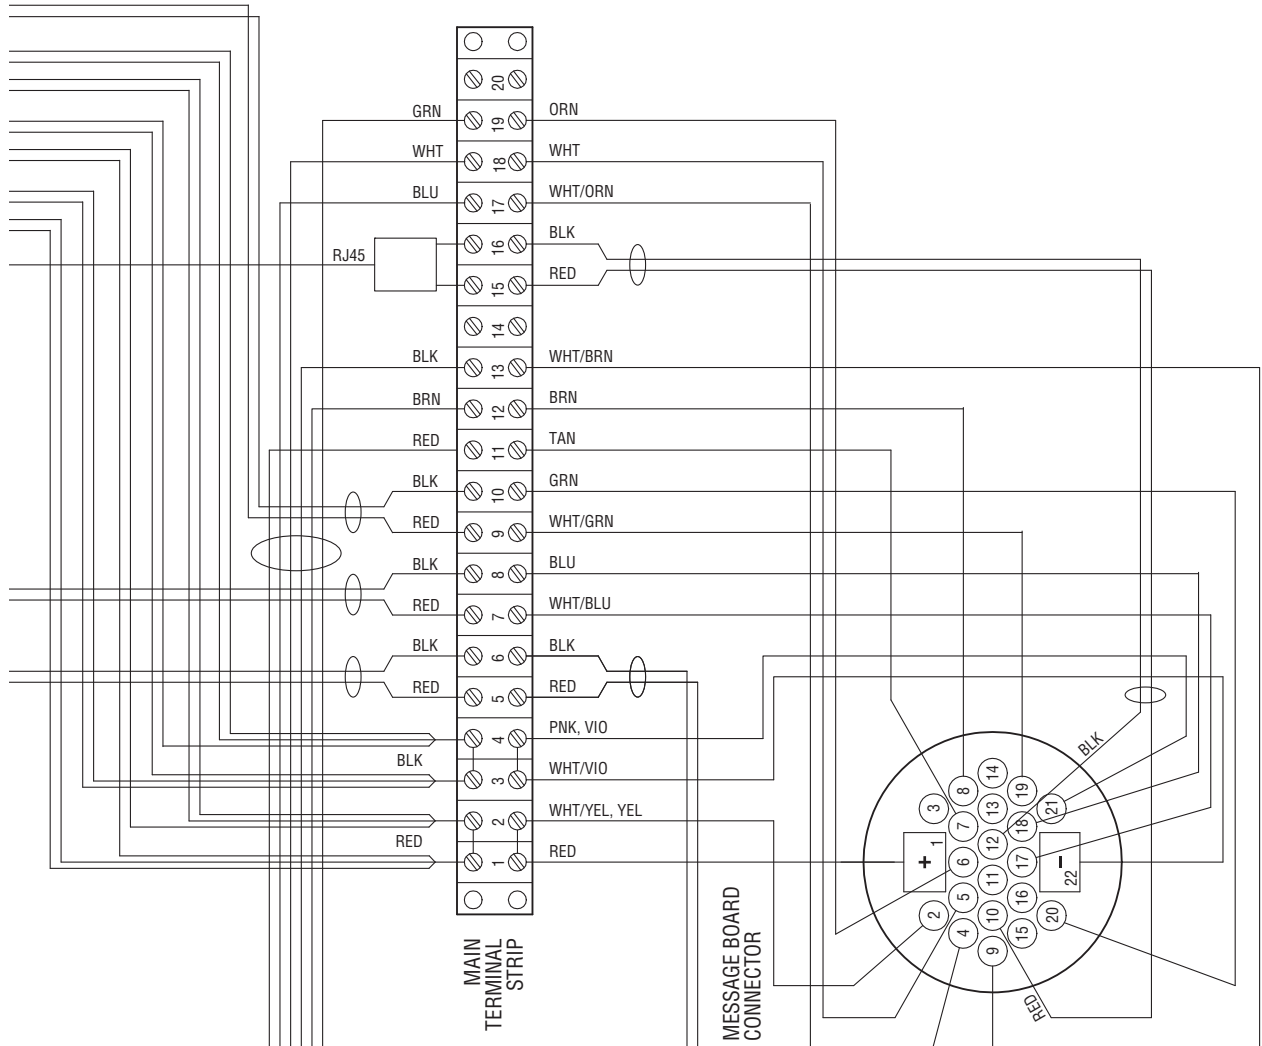 20
GRN 19 ORN
WHT 18 WHT
BLU 17 WHT/ORN
16 BLK
RJ45
15 RED
14
BLK 13 WHT/BRN
BRN 12 BRN
RED 11 TAN
BLK 10 GRN
RED 9 WHT/GRN
BLK 8 BLU
RED 7 WHT/BLU
BLK 6 BLK
RED 5 RED
4 PNK, VIO
BLK
3 WHT/VIO
2 WHT/YEL, YEL
RED
1 RED
MAIN
TERMINAL
STRIP
MESSAGE BOARD
CONNECTOR
BLK
14
8 19
3 13 21
7 18
12
+ 1 6 17 - 22
11
5 16
2 10 20
4 15
9
RED